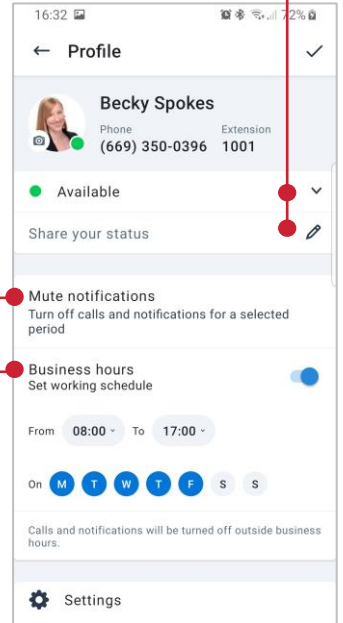 16:32 72%
Profile
Becky Spokes
Phone Extension
(669) 350-0396 1001
Available
Share your status
Mute notifications
Turn off calls and notifications for a selected
period
Business hours
Set working schedule
From 08:00 To 17:00
On M T W T F S S
Calls and notifications will be turned off outside business
hours.
Settings